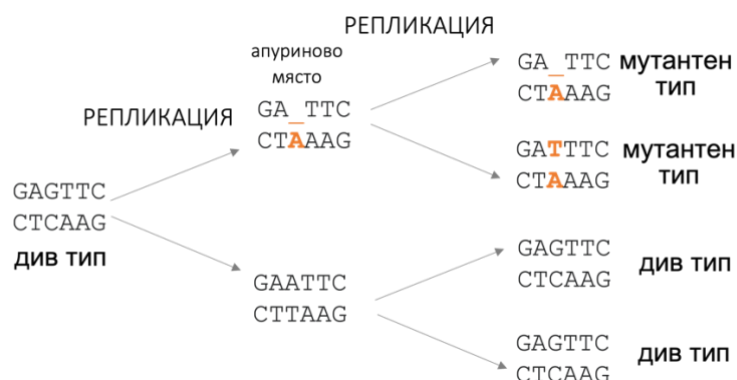 РЕПЛИКАЦИЯ
апуриново
място
РЕПЛИКАЦИЯ
GAGTTC
CTCAAG
див тип
GA_TTC
CTAAAG
GAATTC
CTTAAG
GA_TTC
CTAAAG
мутантен
тип
GATTTC
CTAAAG
мутантен
тип
GAGTTC
CTCAAG
див тип
GAGTTC
CTCAAG
див тип